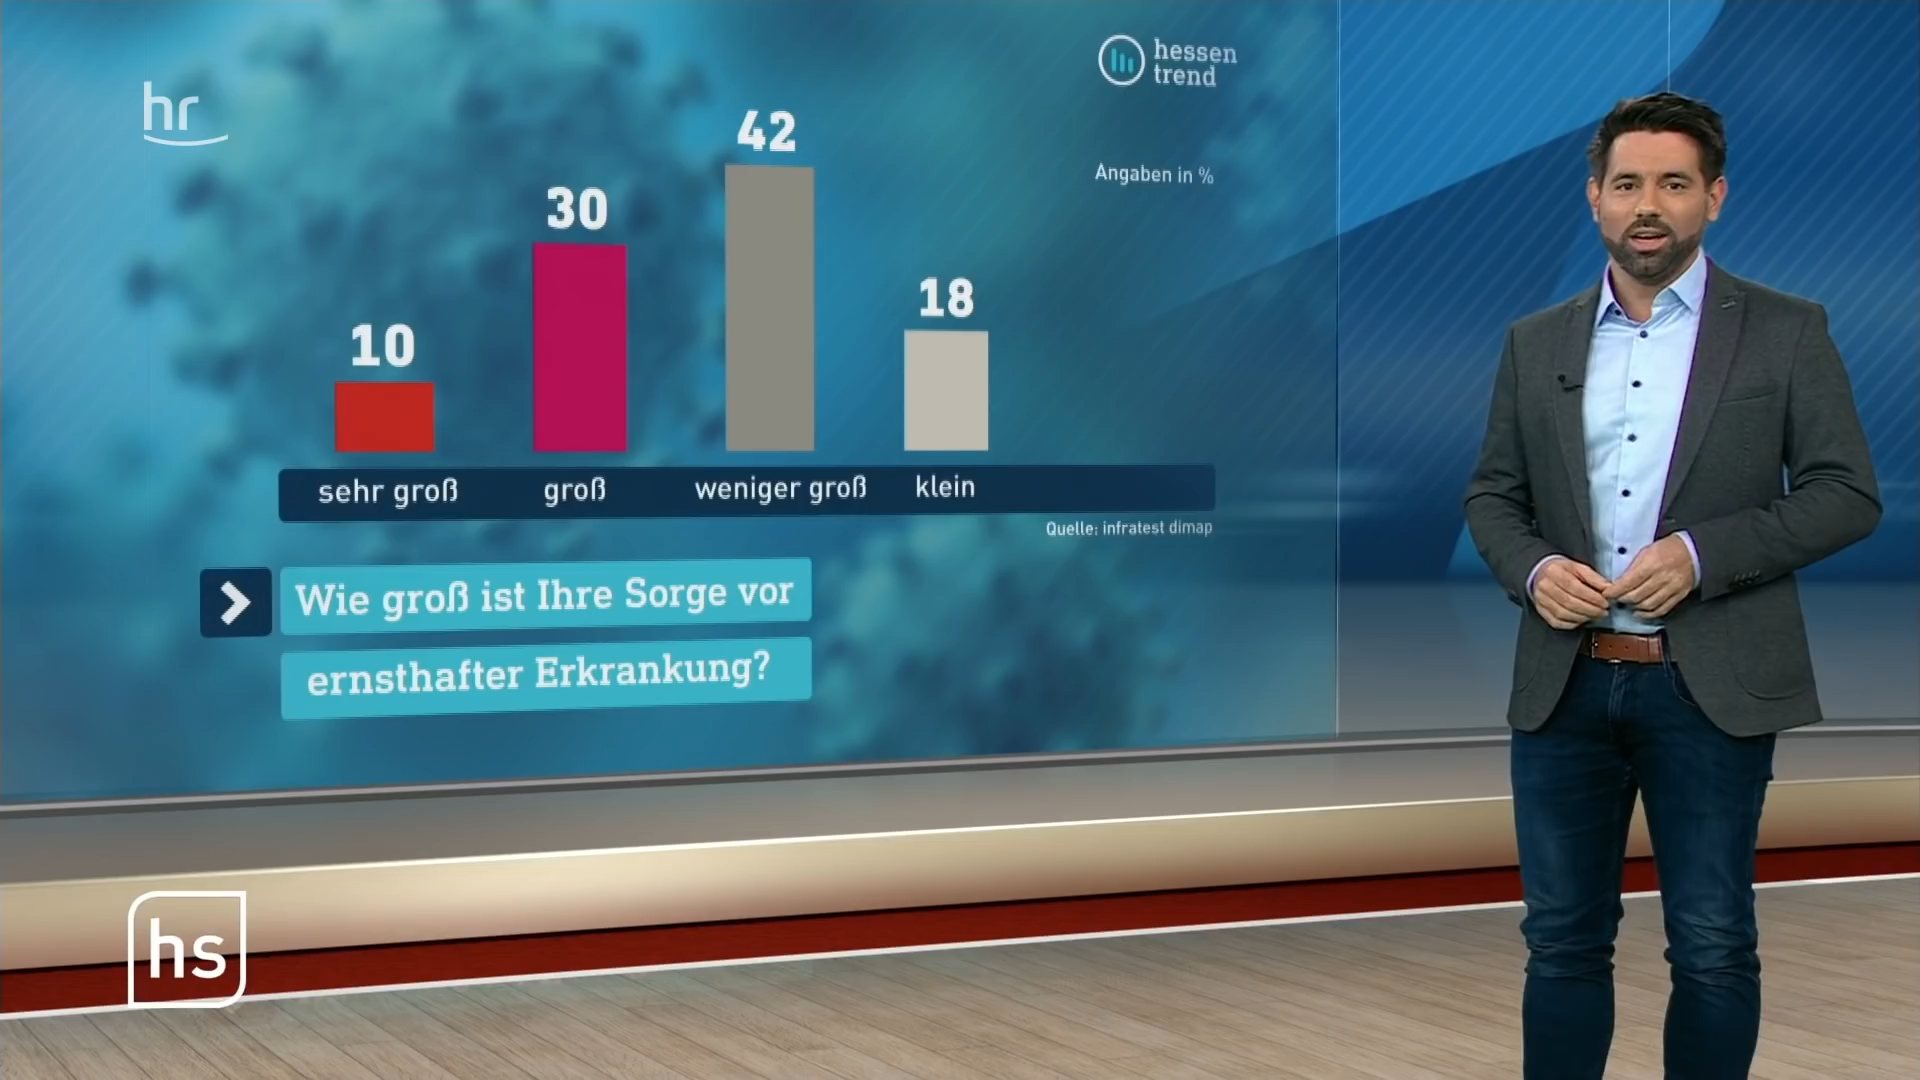 hr
hessen
trend
Angaben in %
10
30
42
18
sehr groß groß weniger groß klein
Quelle: infratest dimap
Wie groß ist Ihre Sorge vor
ernsthafter Erkrankung?
hs